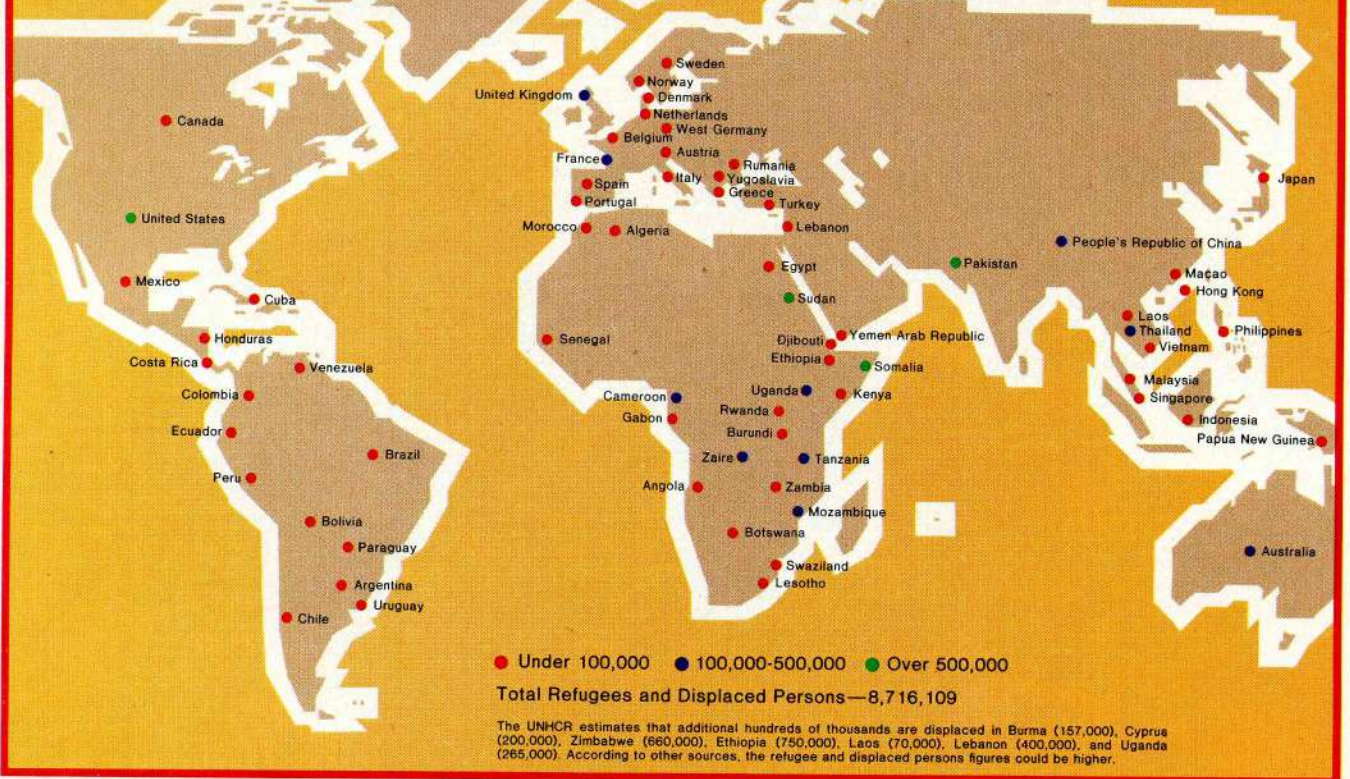 Sweden
Norway
United Kingdom
Denmark
Netherlands
Canada
West Germany
Belgium
Austria
France
Rumania
Italy
Yugoslavia
Japan
Spain
Greece
Portugal
Turkey
United States
Morocco
Algeria
Lebanon
People's Republic of China
Pakistan
Egypt
Macao
Mexico
Hong Kong
Cuba
Sudan
Laos
Honduras
Senegal
Djibouti
Yemen Arab Republic
Thailand
Philippines
Vietnam
Costa Rica
Ethiopia
Venezuela
Somalia
Malaysia
Colombia
Cameroon
Uganda
Kenya
Singapore
Gabon
Rwanda
Indonesia
Ecuador
Burundi
Papua New Guinea
Brazil
Zaire
Tanzania
Peru
Angola
Zambia
Mozambique
Bolivia
Botswana
Paraguay
Australia
Swaziland
Argentina
Lesotho
Uruguay
Chile
Under 100,000 100,000-500,000 Over 500,000
Total Refugees and Displaced Persons—8,716,109
The UNHCR estimates that additional hundreds of thousands are displaced in Burma (157,000), Cyprus
(200,000), Zimbabwe (660,000), Ethiopia (750,000), Laos (70,000), Lebanon (400,000), and Uganda
(265,000). According to other sources, the refugee and displaced persons figures could be higher.